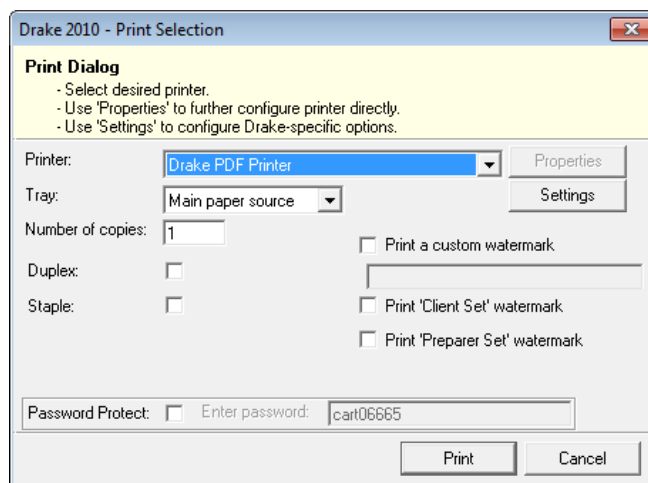 Drake 2010 - Print Selection
Print Dialog
- Select desired printer.
- Use 'Properties' to further configure printer directly.
- Use 'Settings' to configure Drake-specific options.
Printer: Drake PDF Printer Properties
Tray: Main paper source Settings
Number of copies: 1
Print a custom watermark
Duplex:
Staple: Print 'Client Set' watermark
Print 'Preparer Set' watermark
Password Protect: Enter password: cart06665
Print Cancel